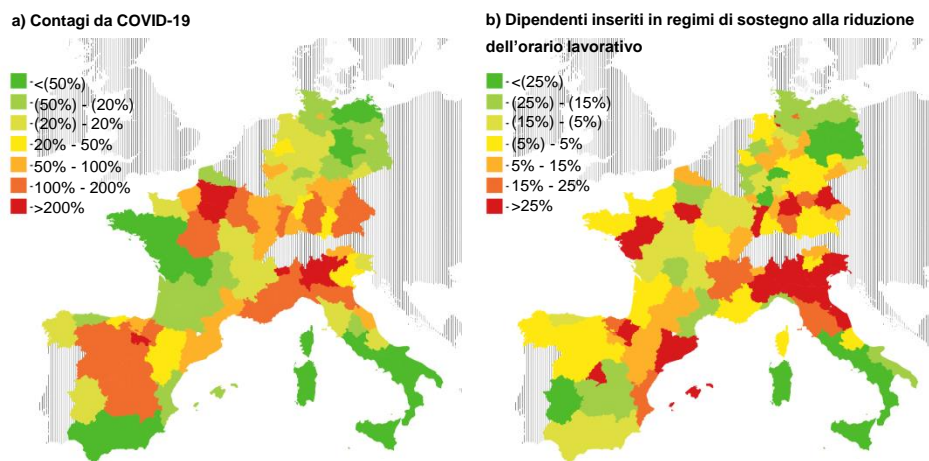 a) Contagi da COVID-19
-<(50%)
-(50%) - (20%)
-(20%) - 20%
-20% - 50%
-50% - 100%
-100% - 200%
->200%
b) Dipendenti inseriti in regimi di sostegno alla riduzione
dell'orario lavorativo
-<(25%)
-(25%) - (15%)
-(15%) - (5%)
-(5%) - 5%
-5% - 15%
-15% - 25%
->25%